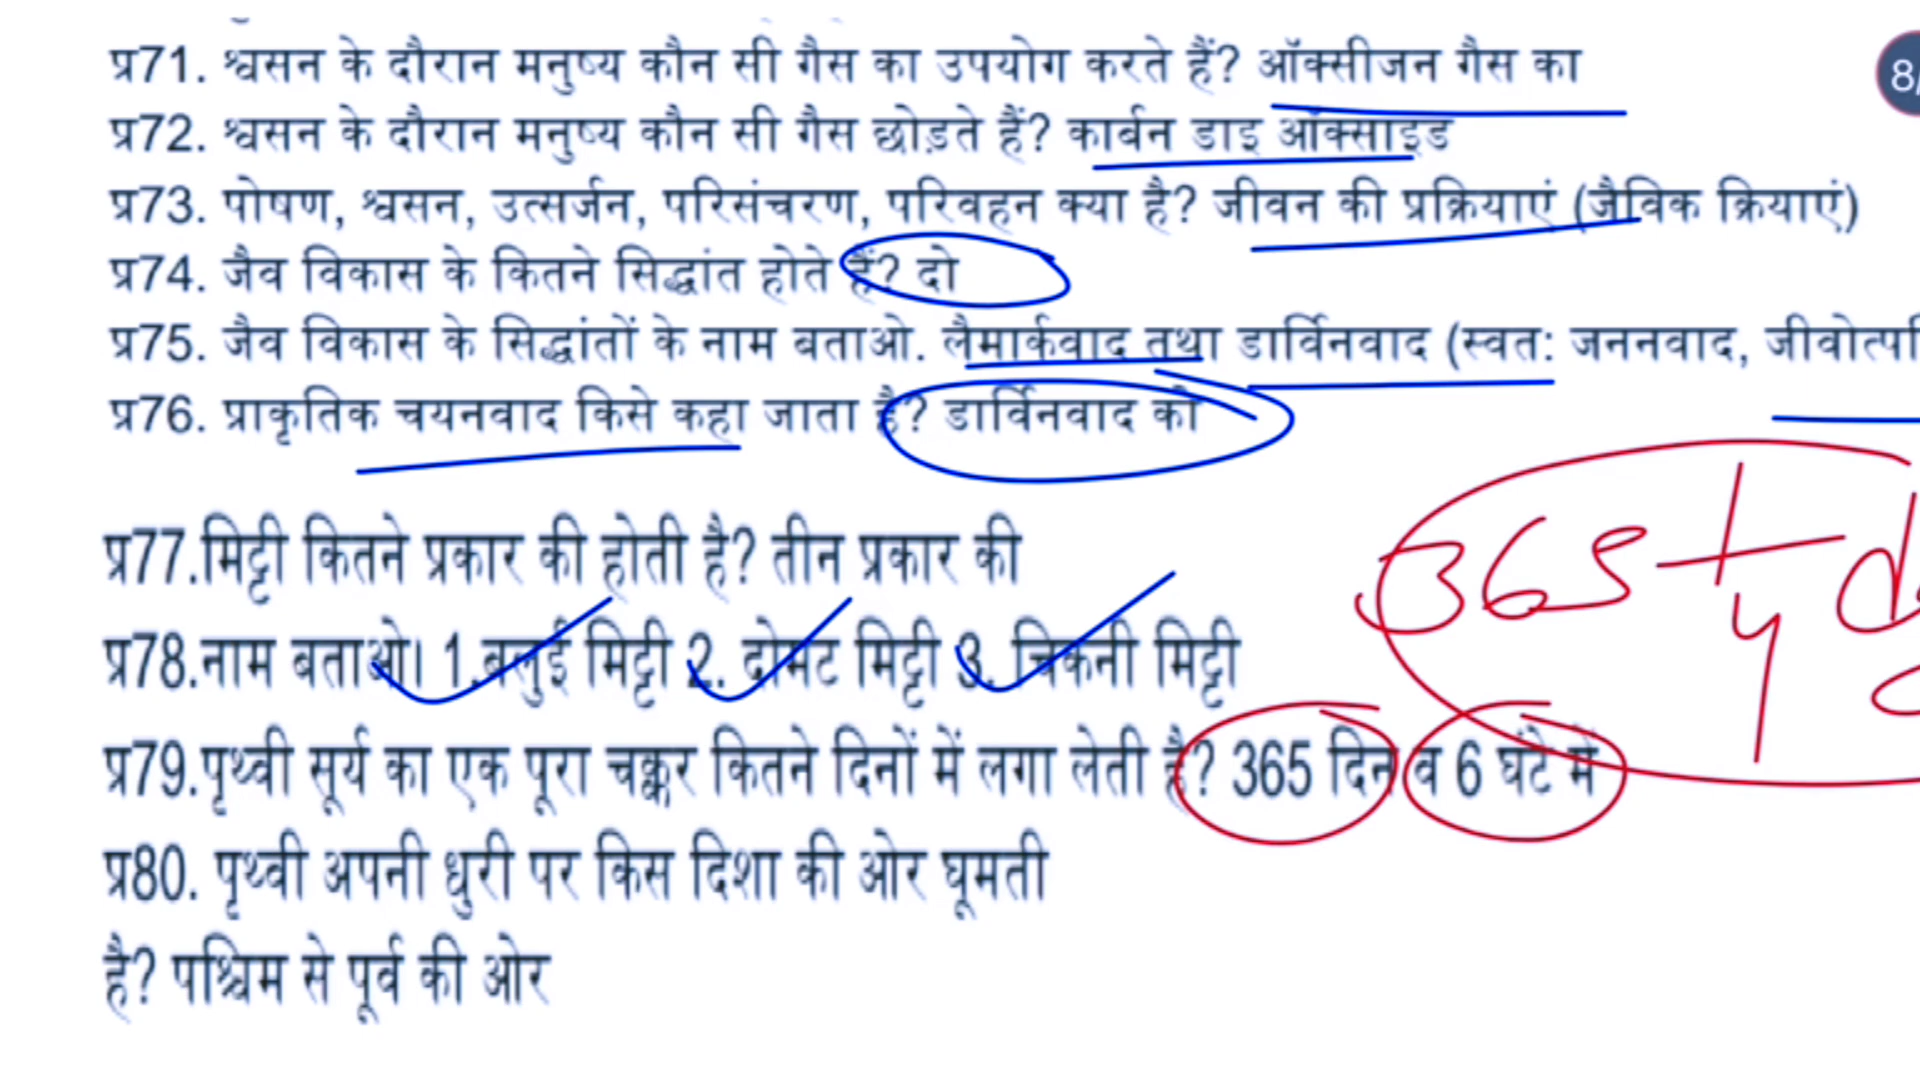 प्र71. श्वसन के दौरान मनुष्य कौन सी गैस का उपयोग करते हैं? ऑक्सीजन गैस का
8
प्र72. श्वसन के दौरान मनुष्य कौन सी गैस छोड़ते हैं? कार्बन डाइ ऑक्साइड
प्र73. पोषण, श्वसन, उत्सर्जन, परिसंचरण, परिवहन क्या है? जीवन की प्रक्रियाएं (जैविक क्रियाएं)
प्र74. जैव विकास के कितने सिद्धांत होते हैं? दो
प्र75. जैव विकास के सिद्धांतों के नाम बताओ. लैमार्कवाद तथा डार्विनवाद (स्वत: जननवाद,
प्र76. प्राकृतिक चयनवाद किसे कहा जाता है? डार्विनवाद को
प्र77.मिट्टी कितने प्रकार की होती है? तीन प्रकार की
365 1/4
प्र78.नाम बताओ। 1.बलुई मिट्टी 2. दोमट मिट्टी 3. चिकनी मिट्टी
प्र79.पृथ्वी सूर्य का एक पूरा चक्कर कितने दिनों में लगा लेती है? 365 दिन व 6 घंटे में
प्र80. पृथ्वी अपनी धुरी पर किस दिशा की ओर घूमती
है? पश्चिम से पूर्व की ओर